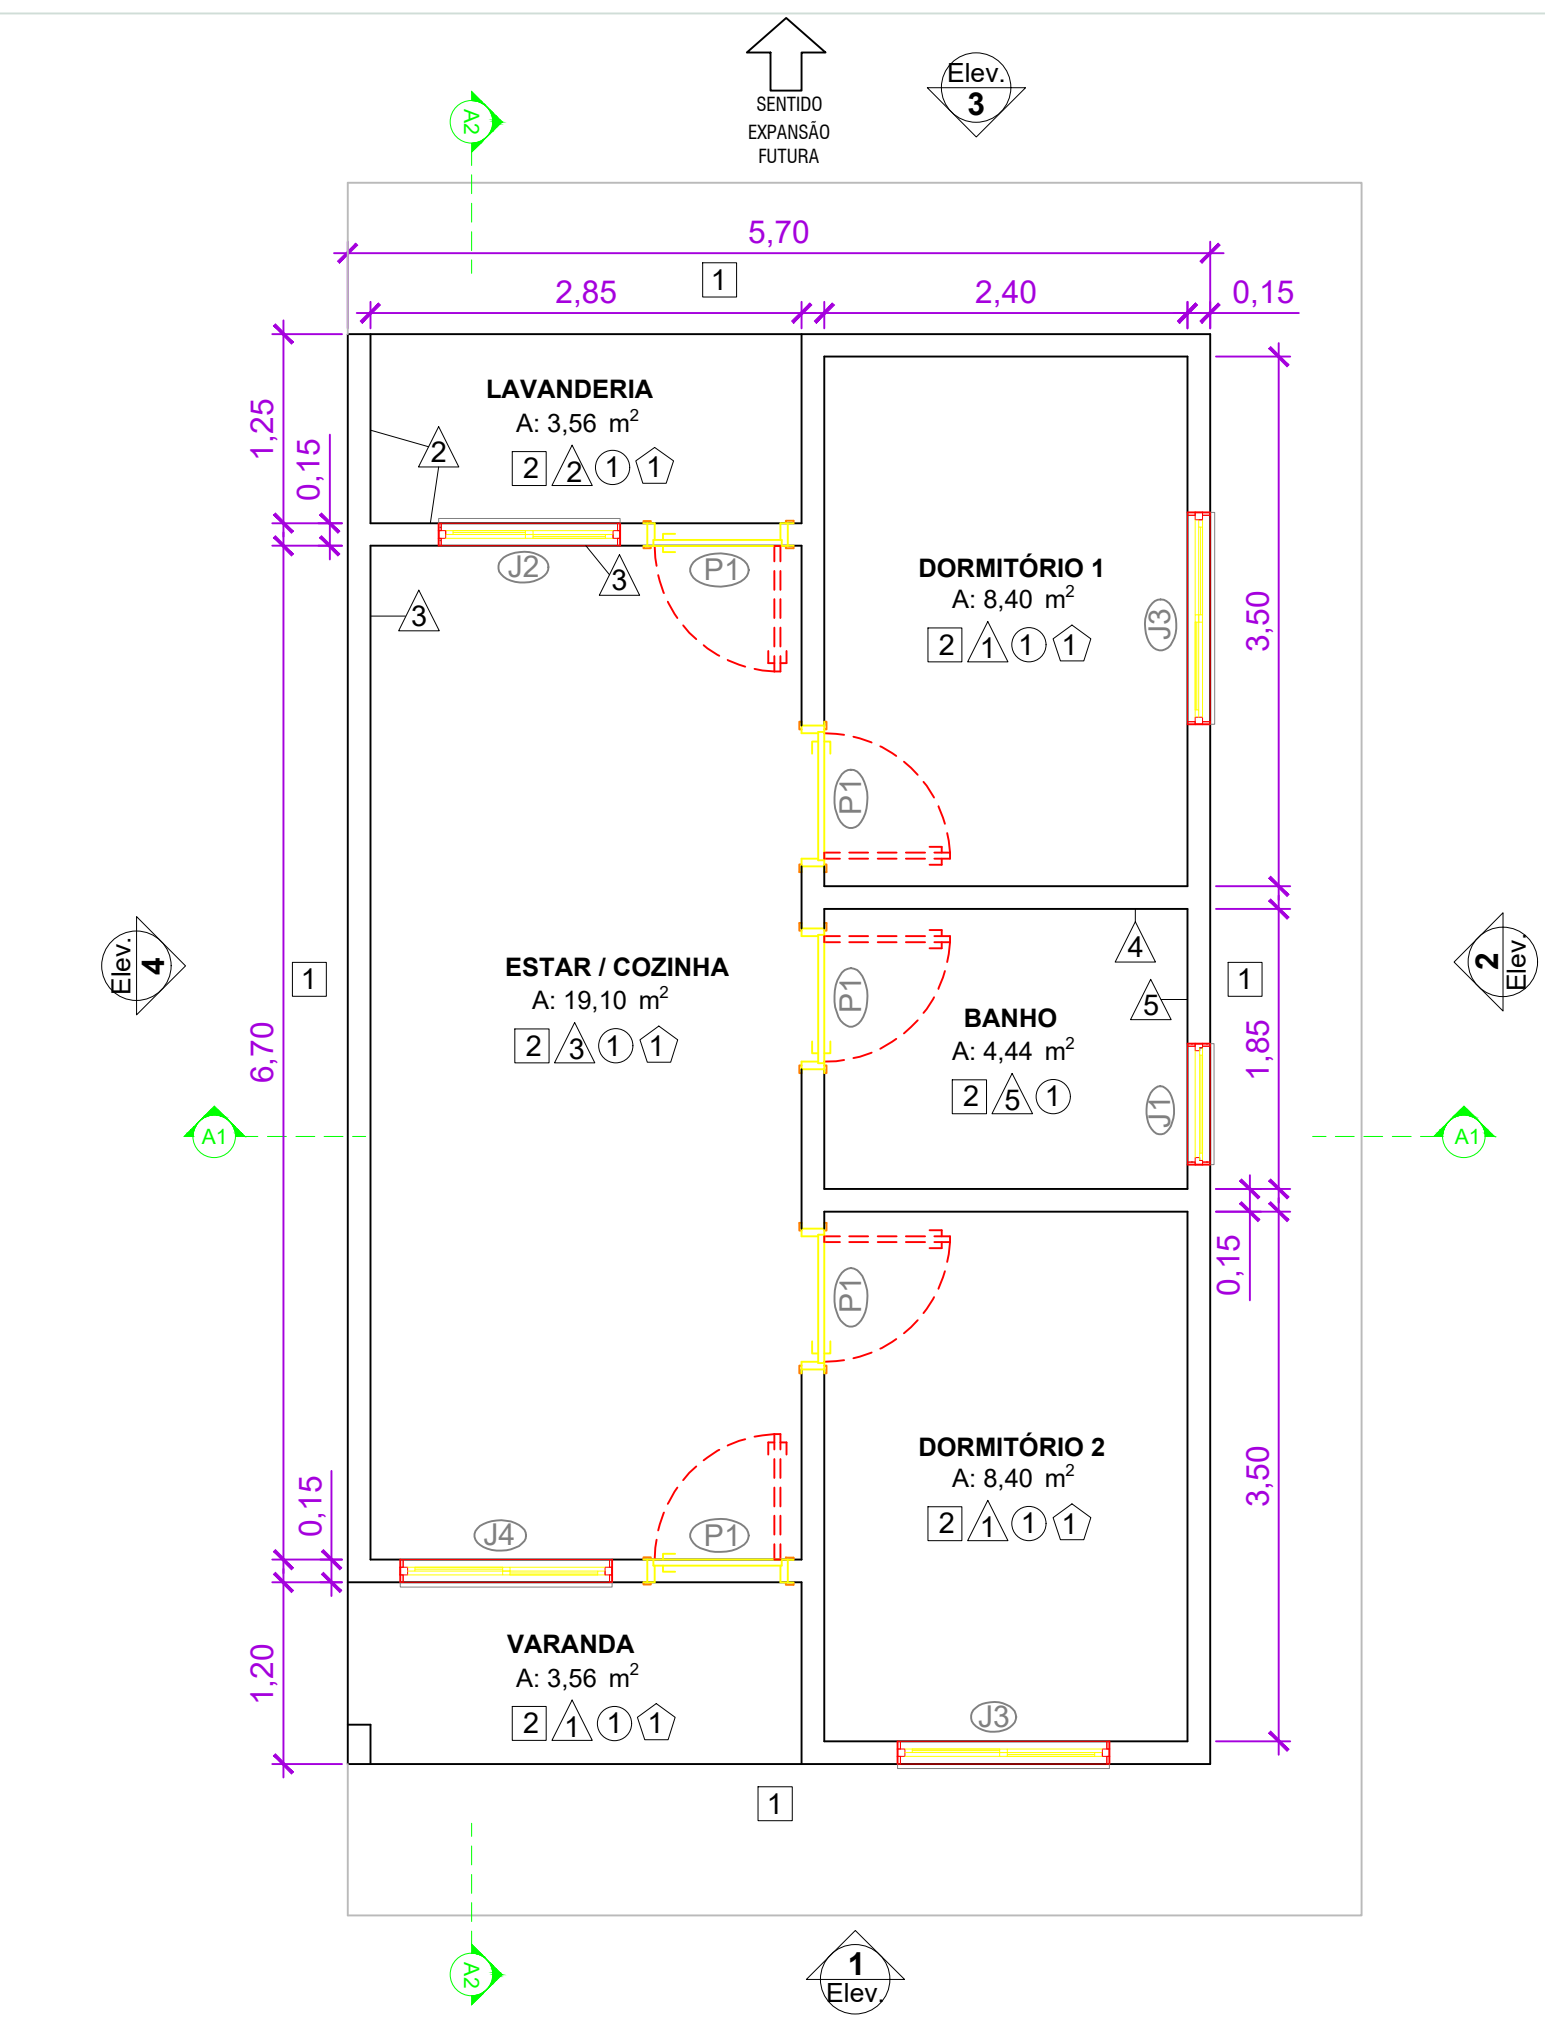 SENTIDO
EXPANSÃO
FUTURA
Elev.
3
A2
5,70
1
2,85
2,40
0,15
LAVANDERIA
A: 3,56 m²
2 2 1 1
2
1,25
0,15
J2
P1
3
3
DORMITÓRIO 1
A: 8,40 m²
2 1 1 1
J3
3,50
P1
Elev.
4
1
ESTAR / COZINHA
A: 19,10 m²
2 3 1 1
6,70
P1
4
5
BANHO
A: 4,44 m²
2 5 1
J1
1
1,85
2
Elev.
A1
A1
0,15
P1
DORMITÓRIO 2
A: 8,40 m²
2 1 1 1
3,50
0,15
J4
P1
VARANDA
A: 3,56 m²
2 1 1 1
1,20
J3
1
A2
1
Elev.